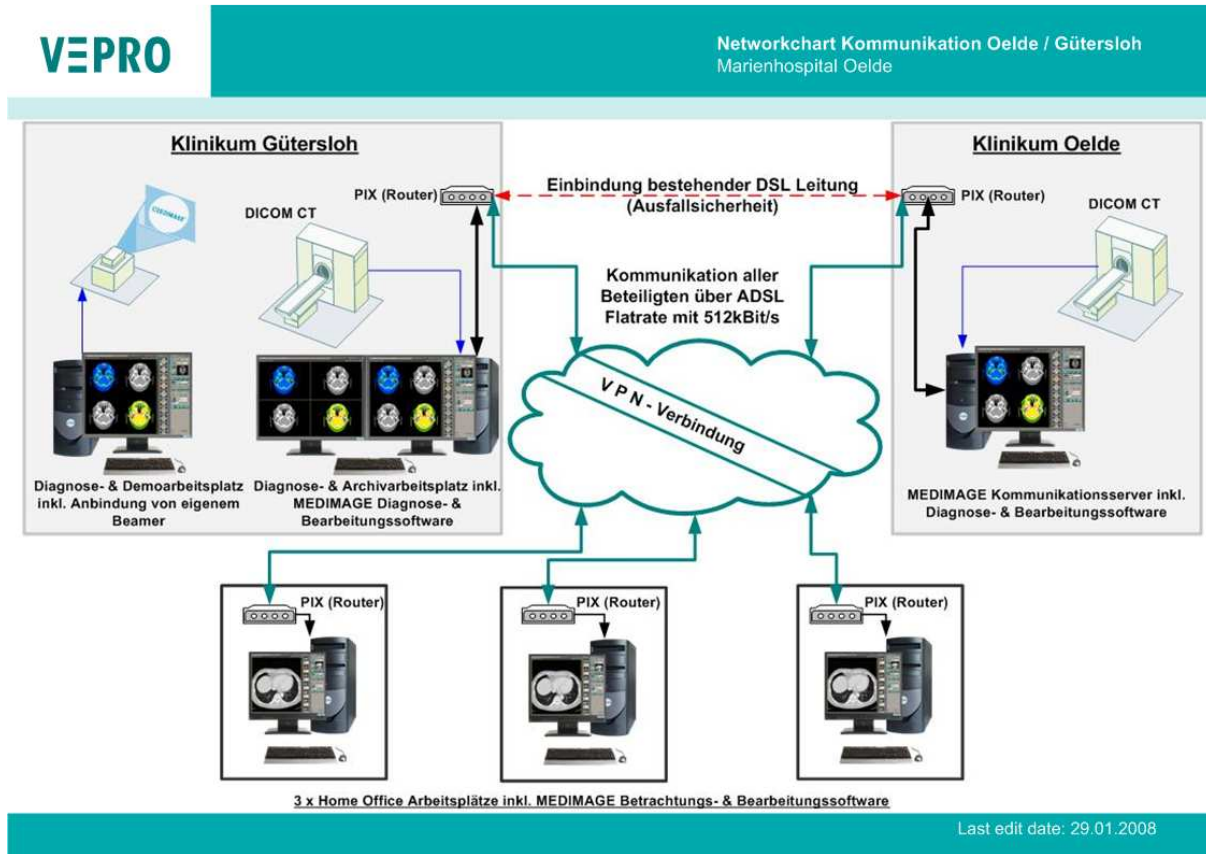 VEPRO
Networkchart Kommunikation Oelde / Gütersloh
Marienhospital Oelde
Klinikum Gütersloh
PIX (Router)
DICOM CT
Einbindung bestehender DSL Leitung
(Ausfallsicherheit)
Kommunikation aller
Beteiligten über ADSL
Flatrate mit 512kBit/s
Klinikum Oelde
PIX (Router)
DICOM CT
VPN - Verbindung
Diagnose- & Demoarbeitsplatz
inkl. Anbindung von eigenem
Beamer
Diagnose- & Archivarbeitsplatz inkl.
MEDIMAGE Diagnose- &
Bearbeitungssoftware
MEDIMAGE Kommunikationsserver inkl.
Diagnose- & Bearbeitungssoftware
PIX (Router)
PIX (Router)
PIX (Router)
3 x Home Office Arbeitsplätze inkl. MEDIMAGE Betrachtungs- & Bearbeitungssoftware
Last edit date: 29.01.2008